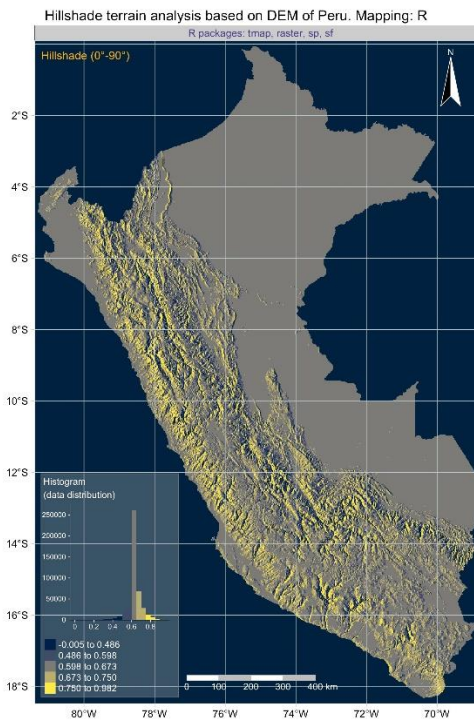 Hillshade terrain analysis based on DEM of Peru. Mapping: R
R packages: tmap, raster, sp, sf
Hillshade (0°-90°)
N
2°S
4°S
6°S
8°S
10°S
12°S
14°S
16°S
18°S
Histogram
(data distribution)
250000
200000
150000
100000
50000
0
0 0.2 0.4 0.6 0.8
-0.005 to 0.486
0.486 to 0.598
0.598 to 0.673
0.673 to 0.750
0.750 to 0.982
0 100 200 300 400 km
80°W 78°W 76°W 74°W 72°W 70°W